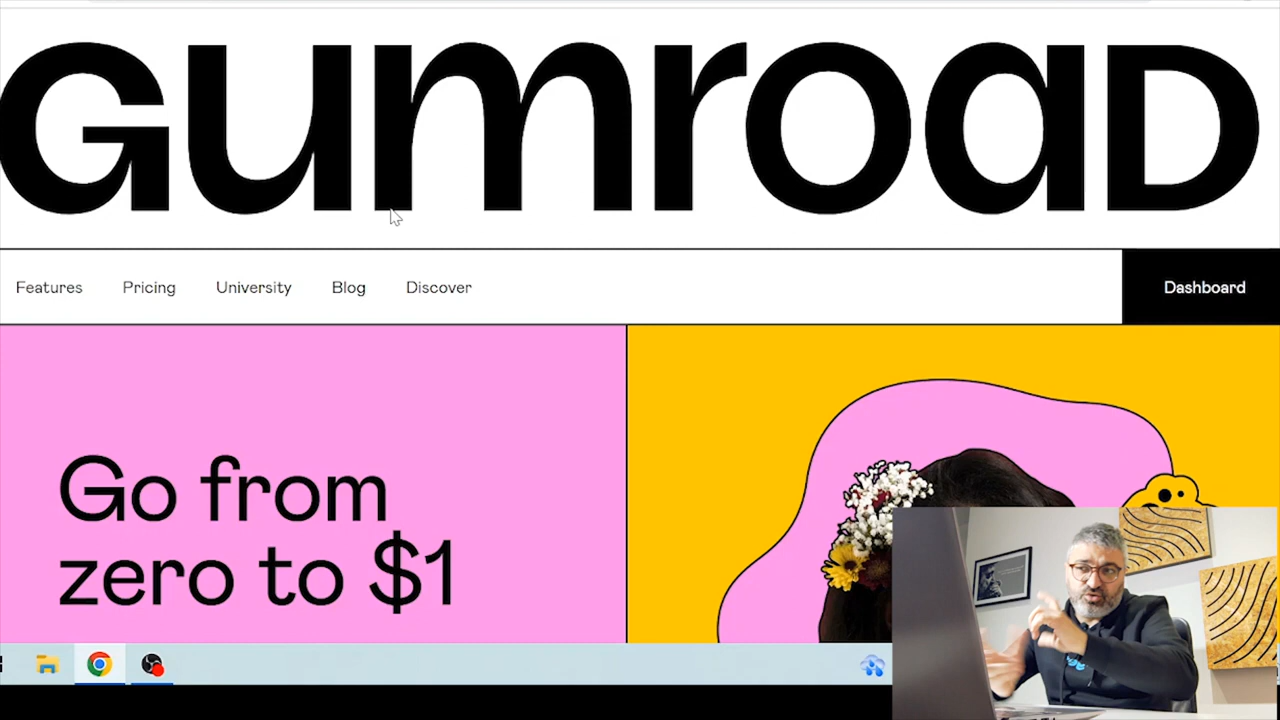 Gumroad
Features Pricing University Blog Discover Dashboard
Go from
zero to $1